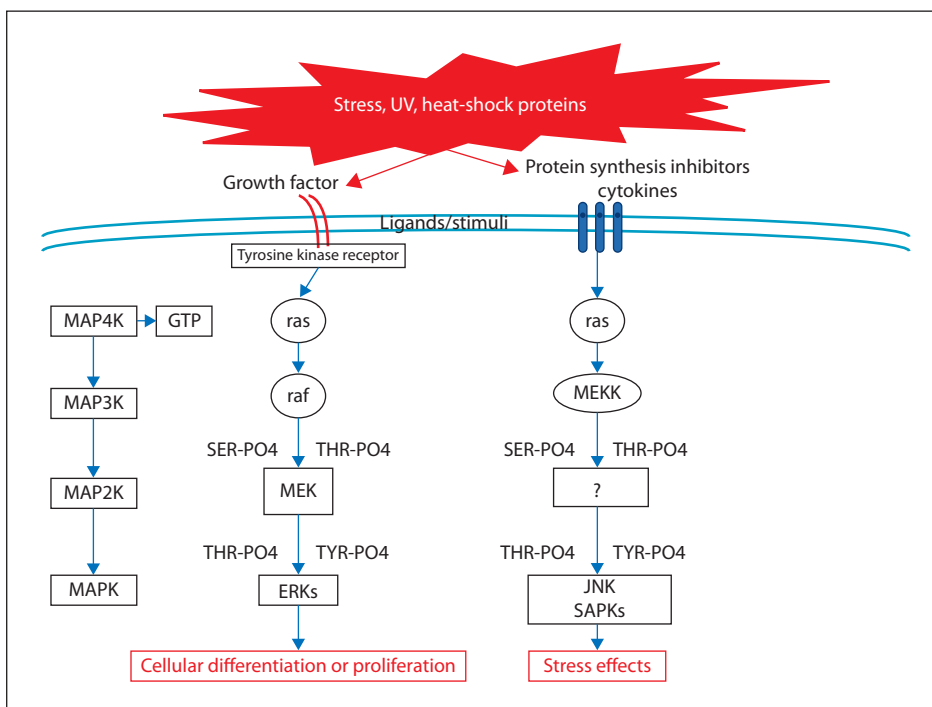 Stress, UV, heat-shock proteins
Growth factor
Protein synthesis inhibitors
cytokines
Ligands/stimuli
Tyrosine kinase receptor
MAP4K
GTP
MAP3K
MAP2K
MAPK
ras
raf
SER-PO4 THR-PO4
MEK
THR-PO4 TYR-PO4
ERKs
Cellular differentiation or proliferation
ras
MEKK
SER-PO4 THR-PO4
?
THR-PO4 TYR-PO4
JNK
SAPKs
Stress effects